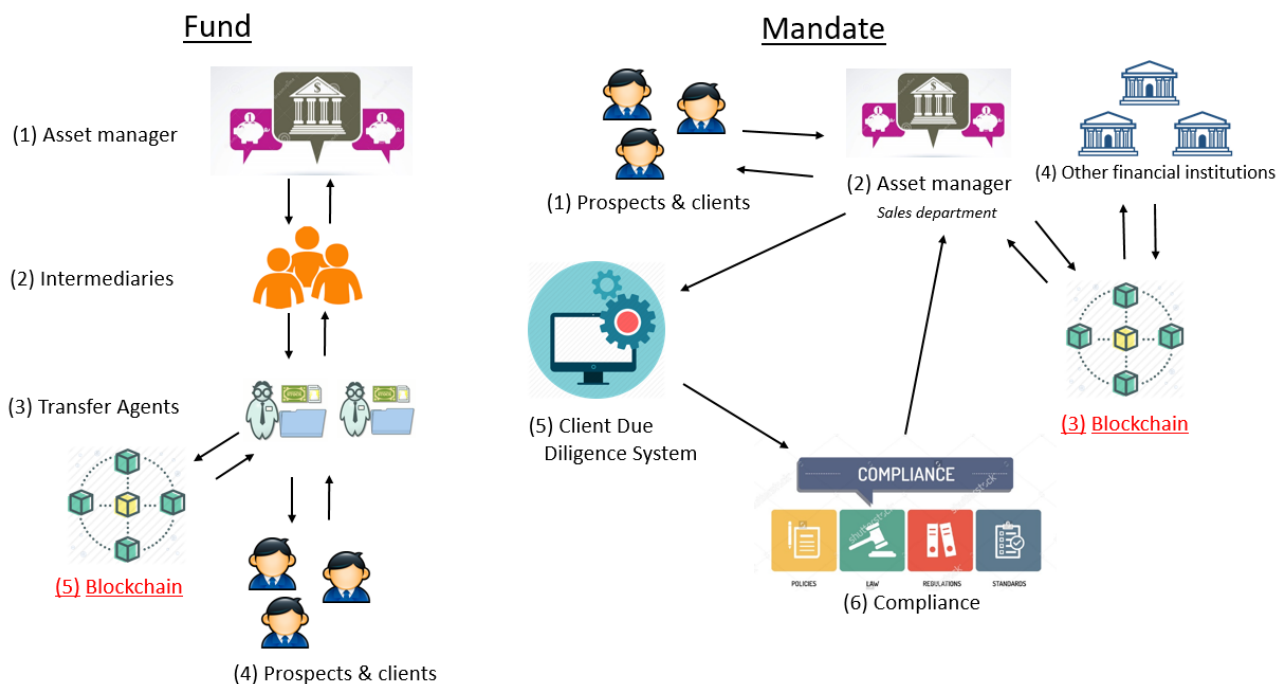 Fund
(1) Asset manager
(2) Intermediaries
(3) Transfer Agents
(5) Blockchain
(4) Prospects & clients
Mandate
(1) Prospects & clients
(2) Asset manager
Sales department
(4) Other financial institutions
(3) Blockchain
(5) Client Due
Diligence System
COMPLIANCE
POLICIES
LAW
REGULATIONS
STANDARDS
(6) Compliance